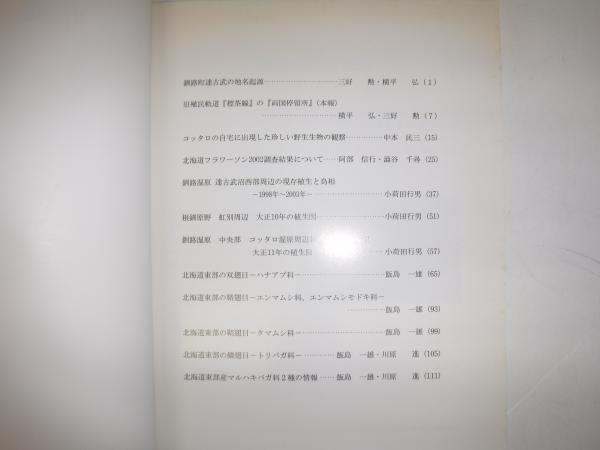 釧路町達古武の地名起源…………………………三好　勲・横平　弘（1）
旧殖民軌道『標茶線』の『両国停留所』（本報）
…………………………横平　弘・三好　勲（7）
コッタロの自宅に出現した珍しい野生生物の観察……………中本　民三（15）
北海道フラワーソン2002調査結果について……阿部　信行・澁谷　千尋（25）
釧路湿原　達古武沼西部周辺の現存植生と鳥相
－1998年～2003年－…………………………小荷田行男（37）
根釧原野　虹別周辺　大正10年の植生図…………………………小荷田行男（51）
釧路湿原　中央部　コッタロ湿原周辺
大正11年の植生図　小荷田行男（57）
北海道東部の双翅目－ハナアブ科－…………………………飯島　一雄（65）
北海道東部の鞘翅目－エンマムシ科，エンマムシモドキ科－
……………飯島　一雄（93）
北海道東部の鞘翅目－タマムシ科－…………………………飯島　一雄（99）
北海道東部の鱗翅目－トリバガ科－…………飯島　一雄・川原　進（105）
北海道東部産マルハキバガ科２種の情報……飯島　一雄・川原　進（111）